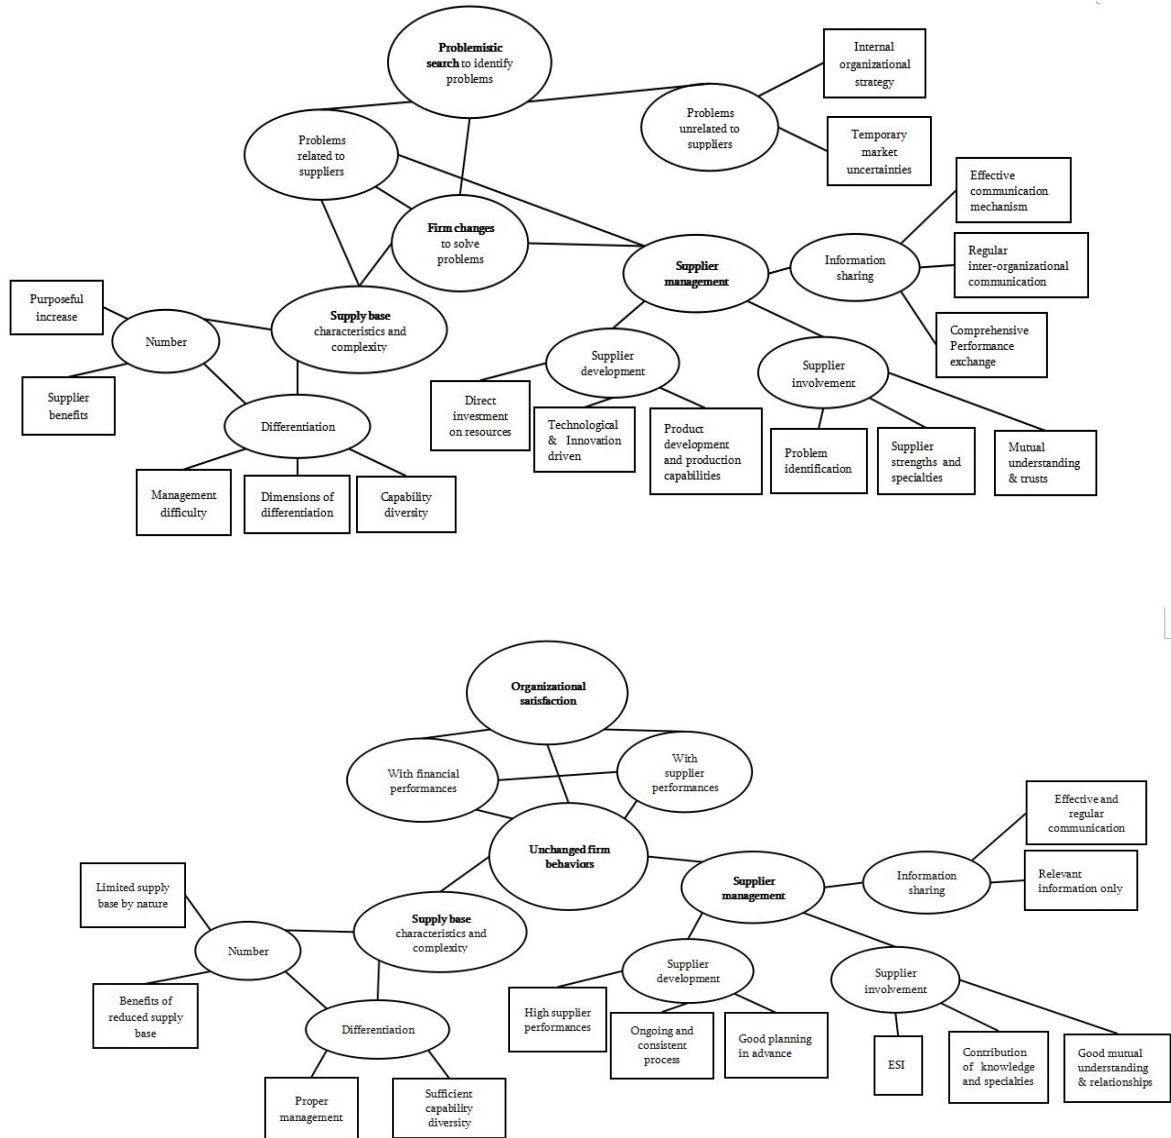 Problemistic
search to identify
problems
Internal
organizational
strategy
Problems
unrelated to
suppliers
Temporary
market
uncertainties
Problems
related to
suppliers
Effective
communication
mechanism
Firm changes
to solve
problems
Supplier
management
Information
sharing
Regular
inter-organizational
communication
Comprehensive
Performance
exchange
Purposeful
increase
Number
Supply base
characteristics and
complexity
Supplier
benefits
Supplier
development
Supplier
involvement
Direct
investment
on resources
Technological
& Innovation
driven
Product
development
and production
capabilities
Problem
identification
Supplier
strengths and
specialties
Mutual
understanding
& trusts
Differentiation
Management
difficulty
Dimensions of
differentiation
Capability
diversity
Organizational
satisfaction
With financial
performances
With
supplier
performances
Unchanged firm
behaviors
Effective and
regular
communication
Supplier
management
Information
sharing
Relevant
information only
Limited supply
base by nature
Supply base
characteristics and
complexity
Number
Benefits of
reduced supply
base
Differentiation
Proper
management
Sufficient
capability
diversity
Supplier
development
High supplier
performances
Ongoing and
consistent
process
Good planning
in advance
Supplier
involvement
ESI
Contribution
of knowledge
and specialties
Good mutual
understanding
& relationships